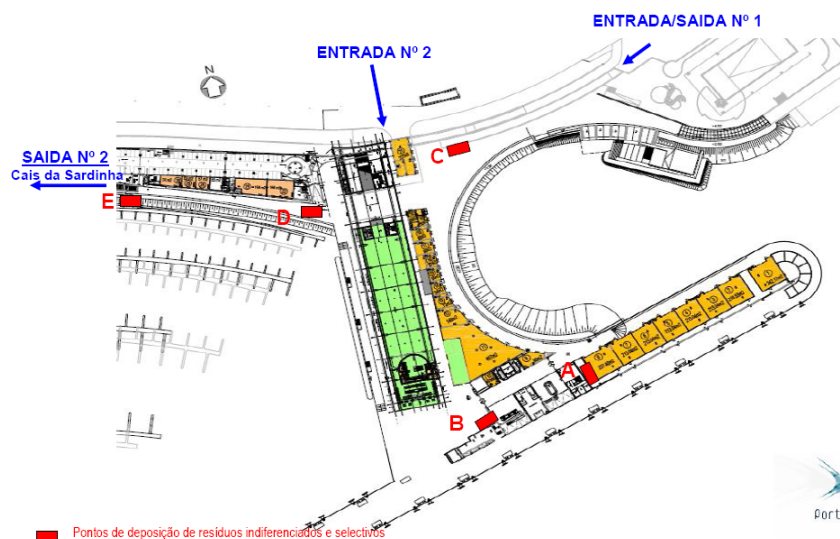 ENTRADA/SAIDA Nº 1
ENTRADA Nº 2
N
C
SAIDA Nº 2
Cais da Sardinha
E
D
A
B
Port
Pontos de deposição de resíduos indiferenciados e selectivos